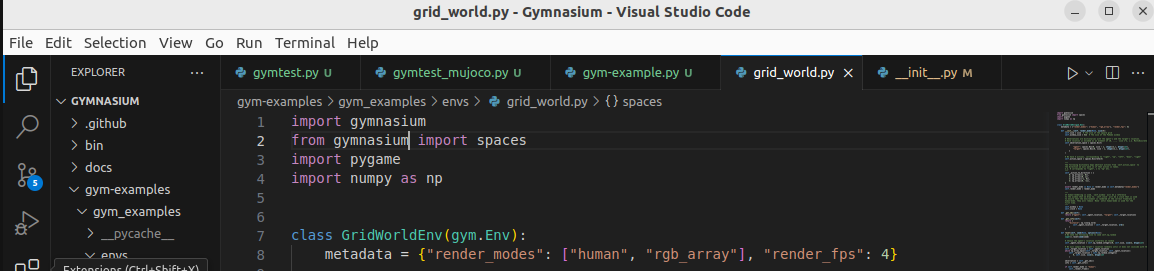 grid_world.py - Gymnasium - Visual Studio Code
File Edit Selection View Go Run Terminal Help
EXPLORER ···
gymtest.py U gymtest_mujoco.py U gym-example.py U grid_world.py × __init__.py M
gym-examples > gym_examples > envs > grid_world.py > {} spaces
GYMNASIUM
.github
bin
docs
gym-examples
gym_examples
__pycache__
envs
5
Extensions (Ctrl+Shift+X)
1 import gymnasium
2 from gymnasium import spaces
3 import pygame
4 import numpy as np
5
6
7 class GridWorldEnv(gym.Env):
8 metadata = {"render_modes": ["human", "rgb_array"], "render_fps": 4}